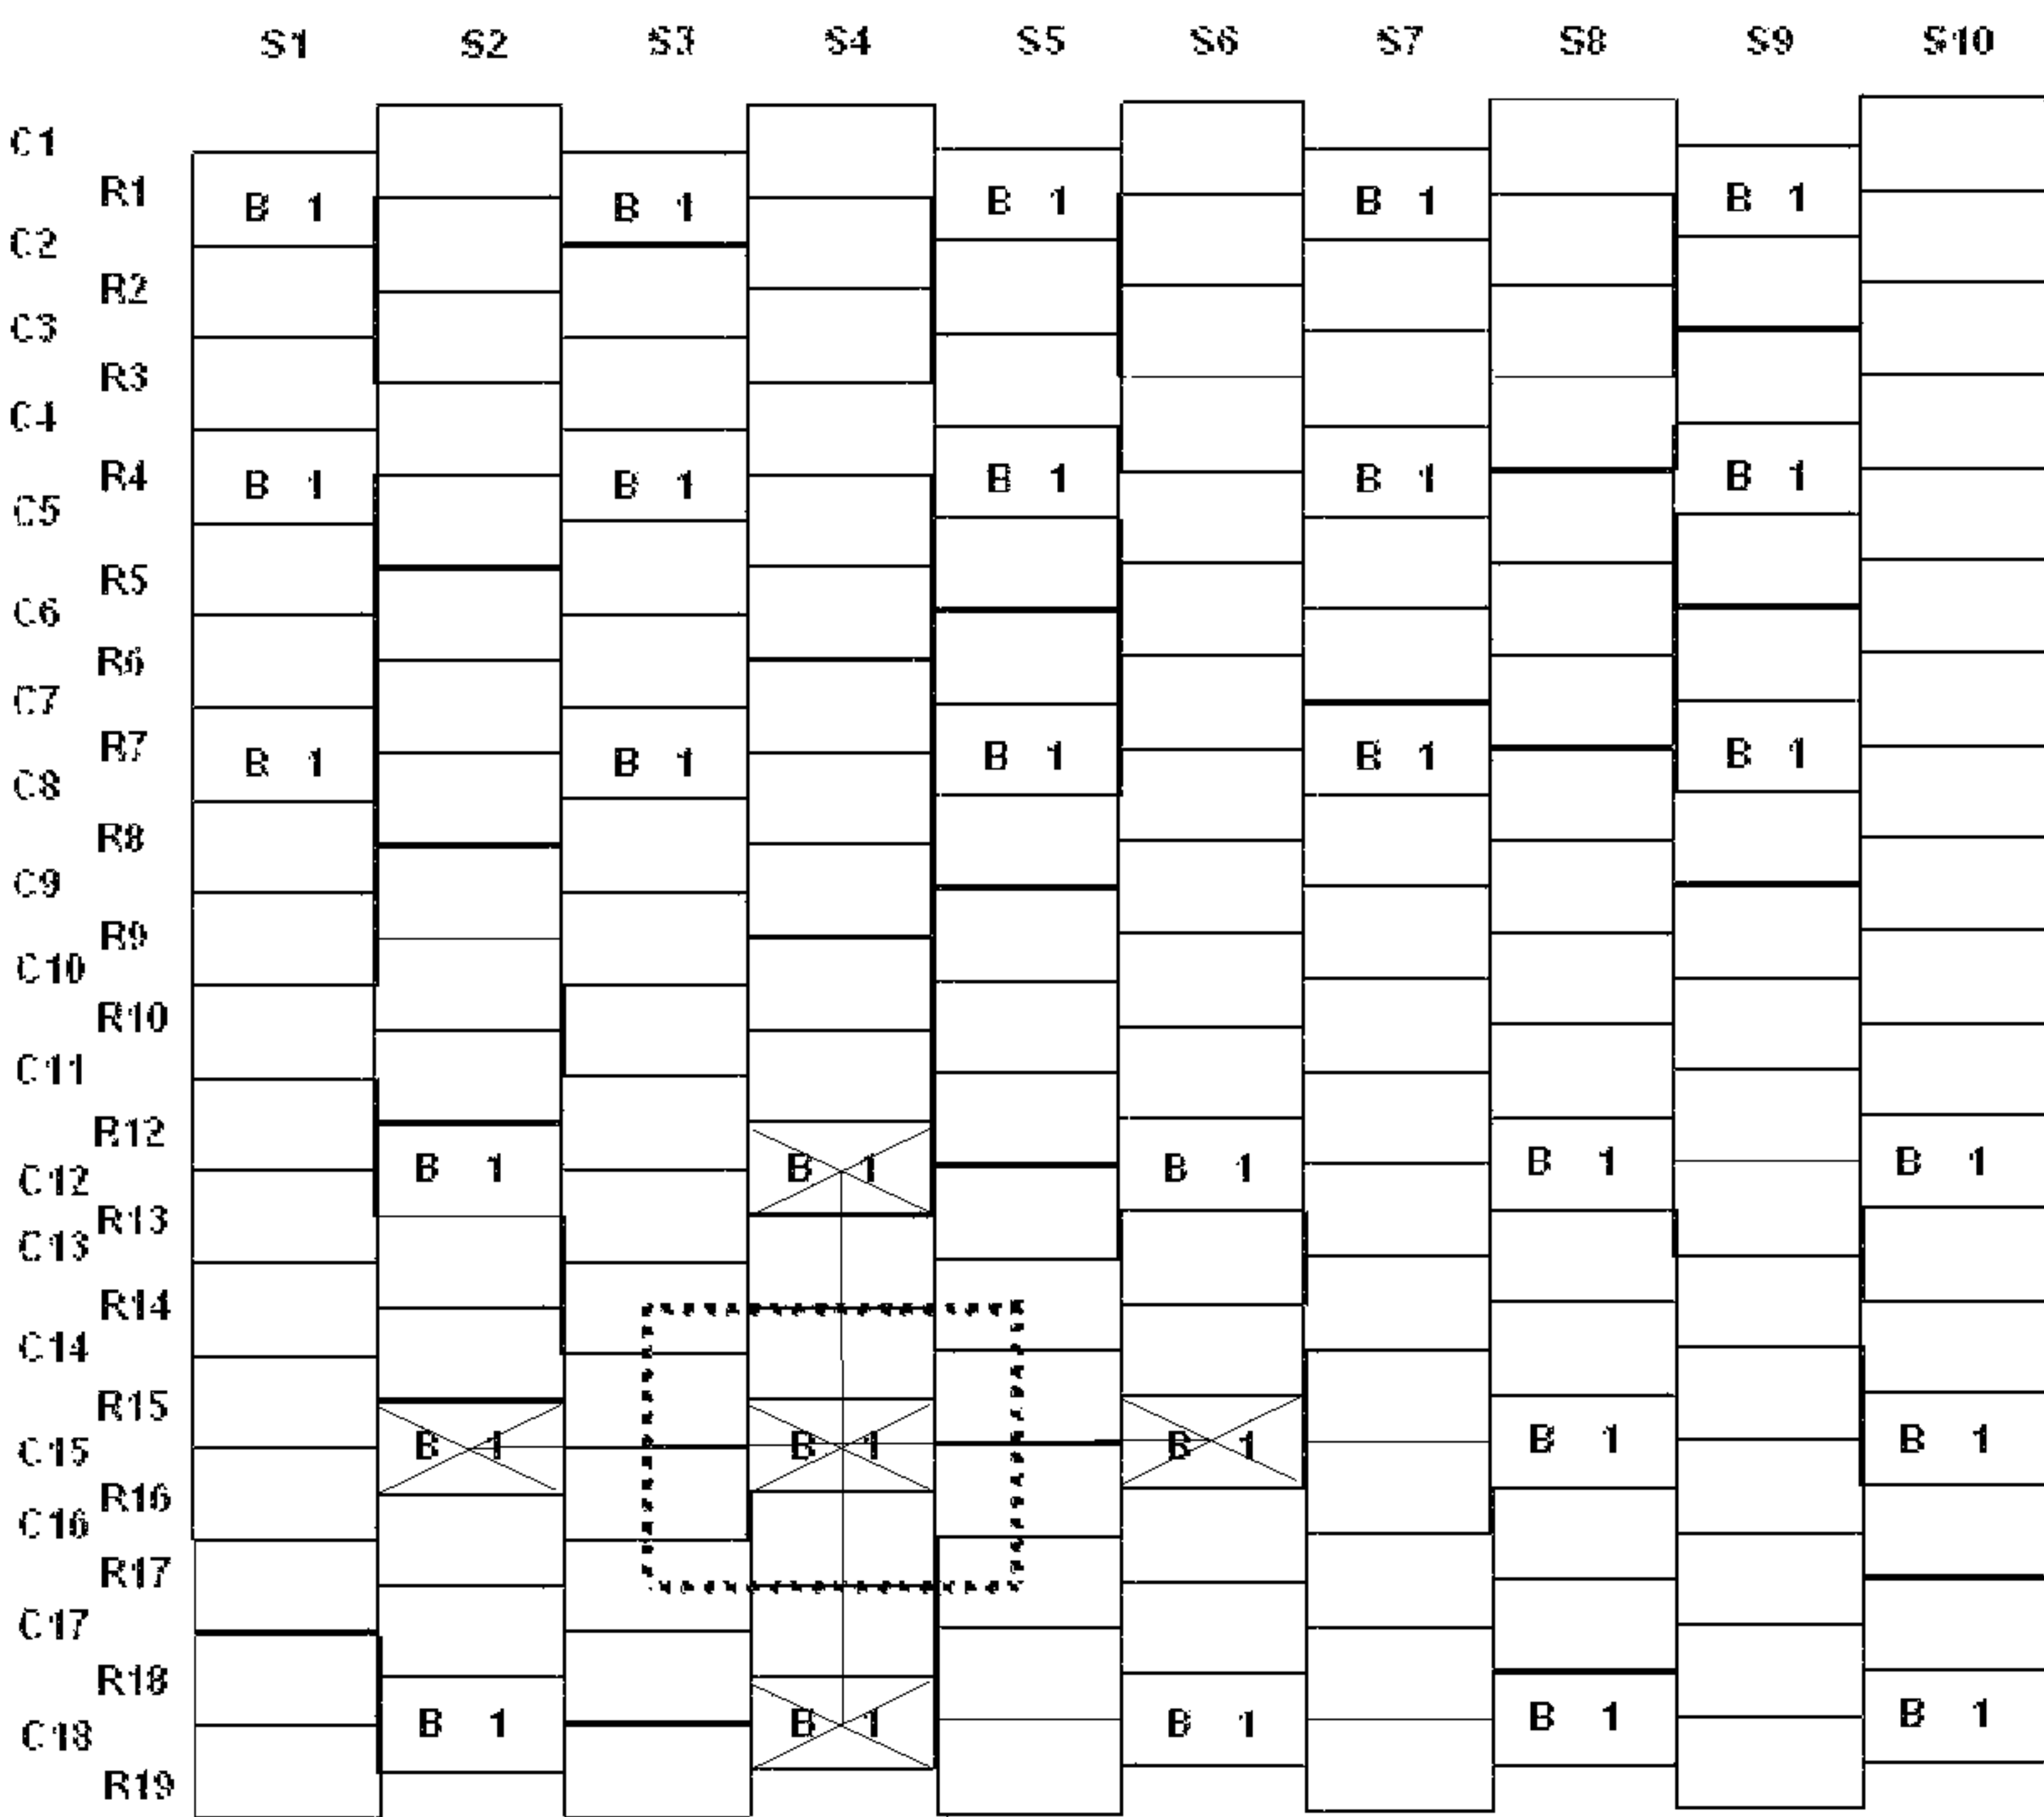 S1 S2 S3 S4 S5 S6 S7 S8 S9 S10
C1
R1 B 1 B 1 B 1 B 1 B 1
C2
R2
C3
R3
C4
R4 B 1 B 1 B 1 B 1 B 1
C5
R5
C6
R6
C7
R7 B 1 B 1 B 1 B 1 B 1
C8
R8
C9
R9
C10
R10
C11
R12
C12 B 1 B 1 B 1 B 1 B 1
R13
C13
R14
C14
R15
C15 B 1 B 1 B 1 B 1 B 1
R16
C16
R17
C17
R18
C18 B 1 B 1 B 1 B 1 B 1
R19